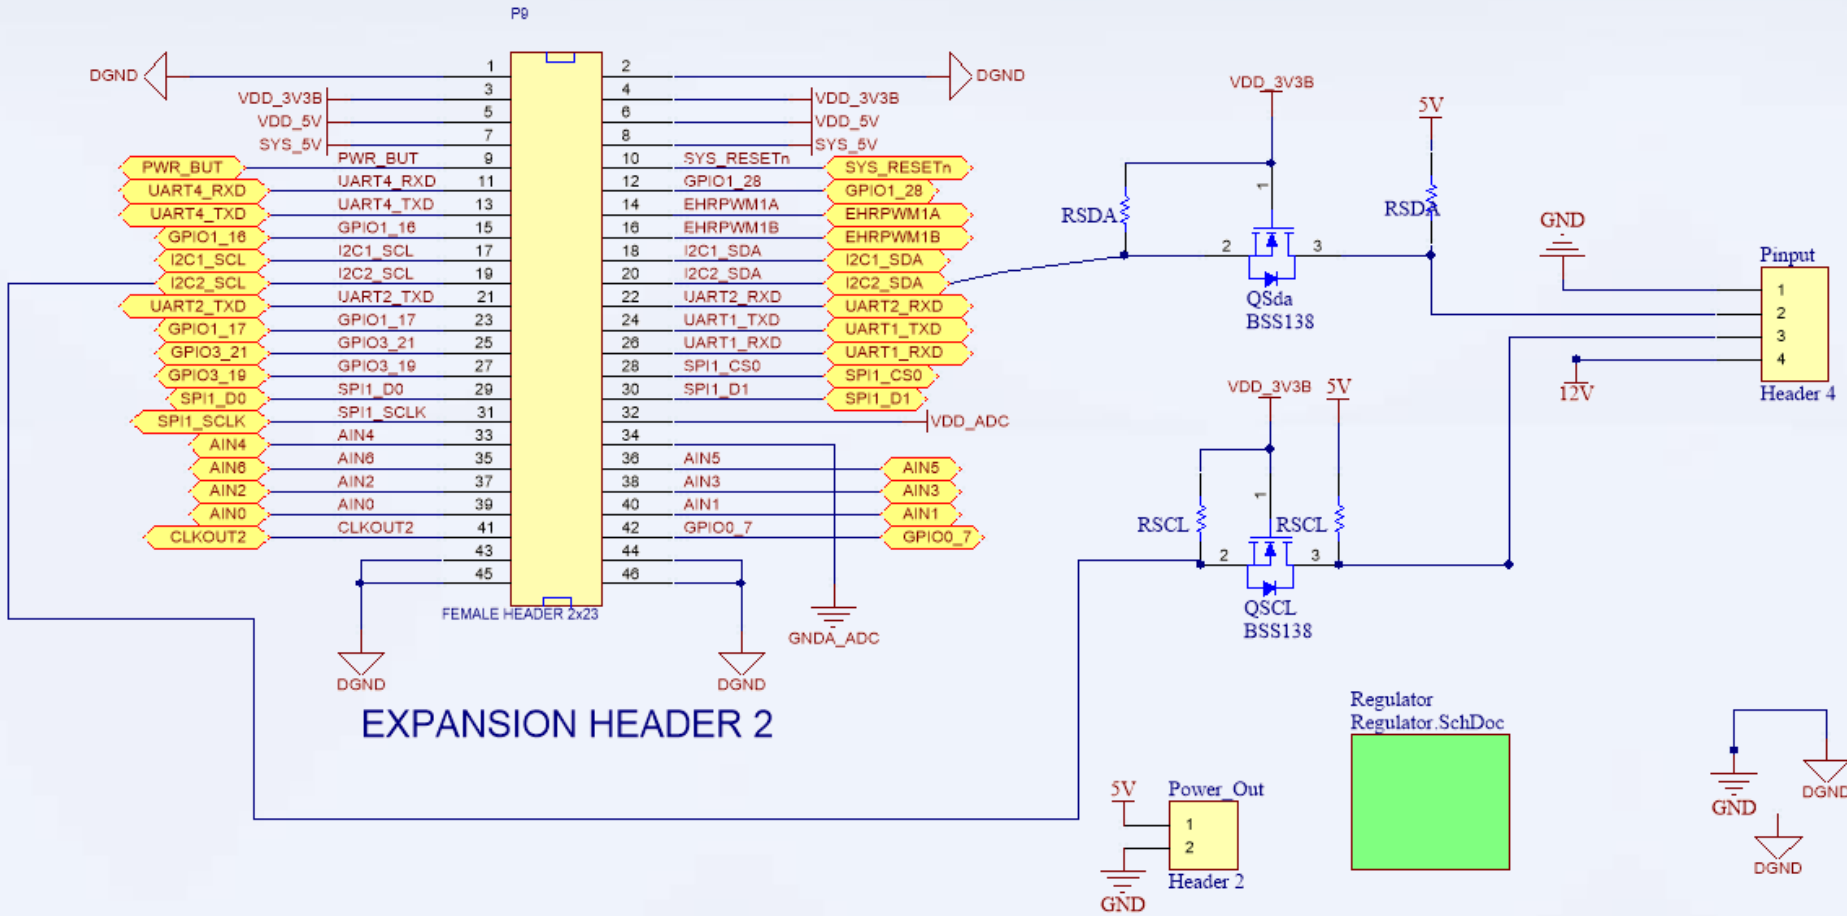 P9
DGND 1 2 DGND
VDD_3V3B 3 4 VDD_3V3B
VDD_5V 5 6 VDD_5V
SYS_5V 7 8 SYS_5V
PWR_BUT PWR_BUT 9 10 SYS_RESETn SYS_RESETn
UART4_RXD UART4_RXD 11 12 GPIO1_28 GPIO1_28
UART4_TXD UART4_TXD 13 14 EHRPWM1A EHRPWM1A
GPIO1_16 GPIO1_16 15 16 EHRPWM1B EHRPWM1B
I2C1_SCL I2C1_SCL 17 18 I2C1_SDA I2C1_SDA
I2C2_SCL I2C2_SCL 19 20 I2C2_SDA I2C2_SDA
UART2_TXD UART2_TXD 21 22 UART2_RXD UART2_RXD
GPIO1_17 GPIO1_17 23 24 UART1_TXD UART1_TXD
GPIO3_21 GPIO3_21 25 26 UART1_RXD UART1_RXD
GPIO3_19 GPIO3_19 27 28 SPI1_CS0 SPI1_CS0
SPI1_D0 SPI1_D0 29 30 SPI1_D1 SPI1_D1
SPI1_SCLK SPI1_SCLK 31 32 VDD_ADC
AIN4 AIN4 33 34
AIN6 AIN6 35 36 AIN5 AIN5
AIN2 AIN2 37 38 AIN3 AIN3
AIN0 AIN0 39 40 AIN1 AIN1
CLKOUT2 CLKOUT2 41 42 GPIO0_7 GPIO0_7
43 44
45 46
FEMALE HEADER 2x23
GNDA_ADC
DGND DGND
EXPANSION HEADER 2
VDD_3V3B
5V
1
RSDA RSDA
2 3
QSda
BSS138
GND
Pinput
1
2
3
4
12V
Header 4
VDD_3V3B 5V
1
RSCL RSCL
2 3
QSCL
BSS138
Regulator
Regulator.SchDoc
5V Power_Out
1
2
Header 2
GND
GND DGND
DGND